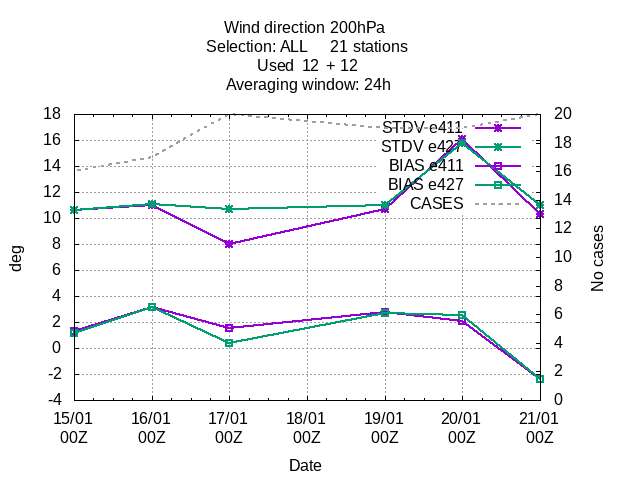 Wind direction 200hPa
Selection: ALL     21 stations
Used  12  + 12
Averaging window: 24h
18
16
14
12
10
8
6
4
2
0
-2
-4
deg
20
18
16
14
12
10
8
6
4
2
0
No cases
STDV e411
STDV e427
BIAS e411
BIAS e427
CASES
15/01 16/01 17/01 18/01 19/01 20/01 21/01
00Z 00Z 00Z 00Z 00Z 00Z 00Z
Date